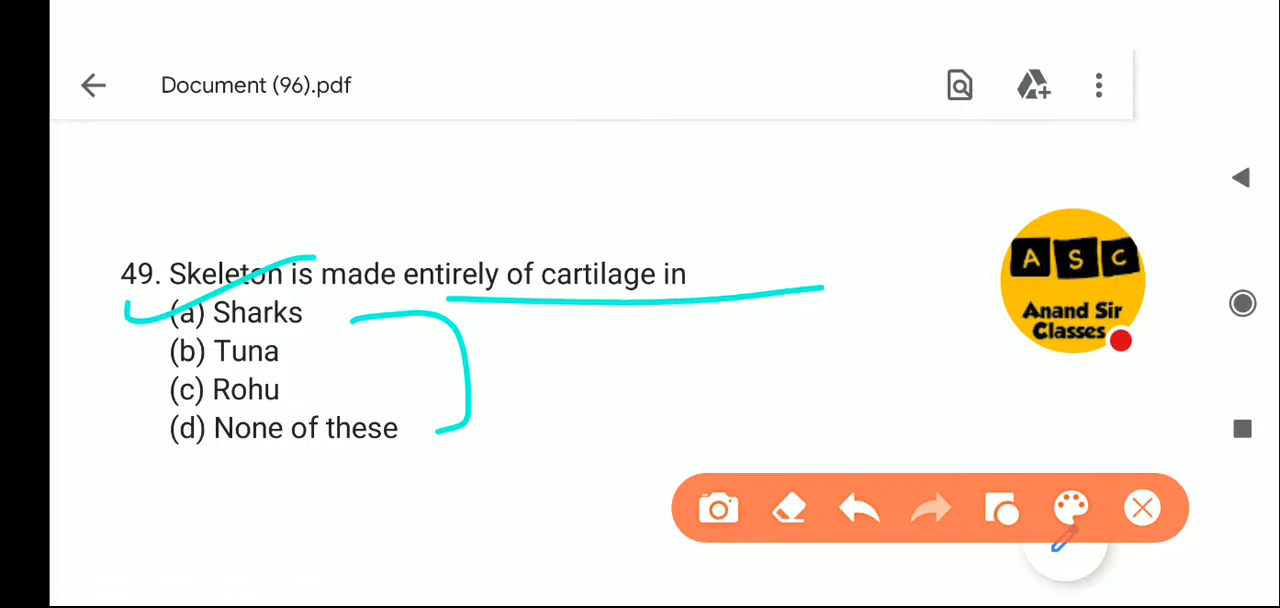 Document (96).pdf
49. Skeleton is made entirely of cartilage in
(a) Sharks
(b) Tuna
(c) Rohu
(d) None of these
A S C
Anand Sir
Classes